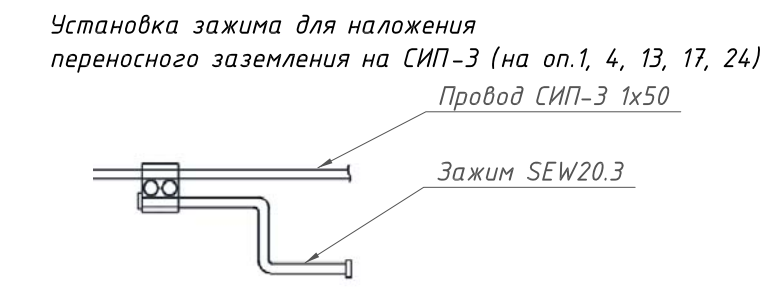 Установка зажима для наложения
переносного заземления на СИП-3 (на оп.1, 4, 13, 17, 24)
Провод СИП-3 1х50
Зажим SEW20.3